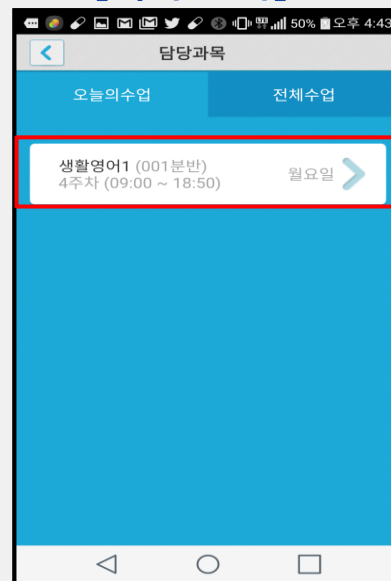 50% 오후 4:43
담당과목
오늘의수업 전체수업
생활영어1 (001분반)
4주차 (09:00 ~ 18:50) 월요일